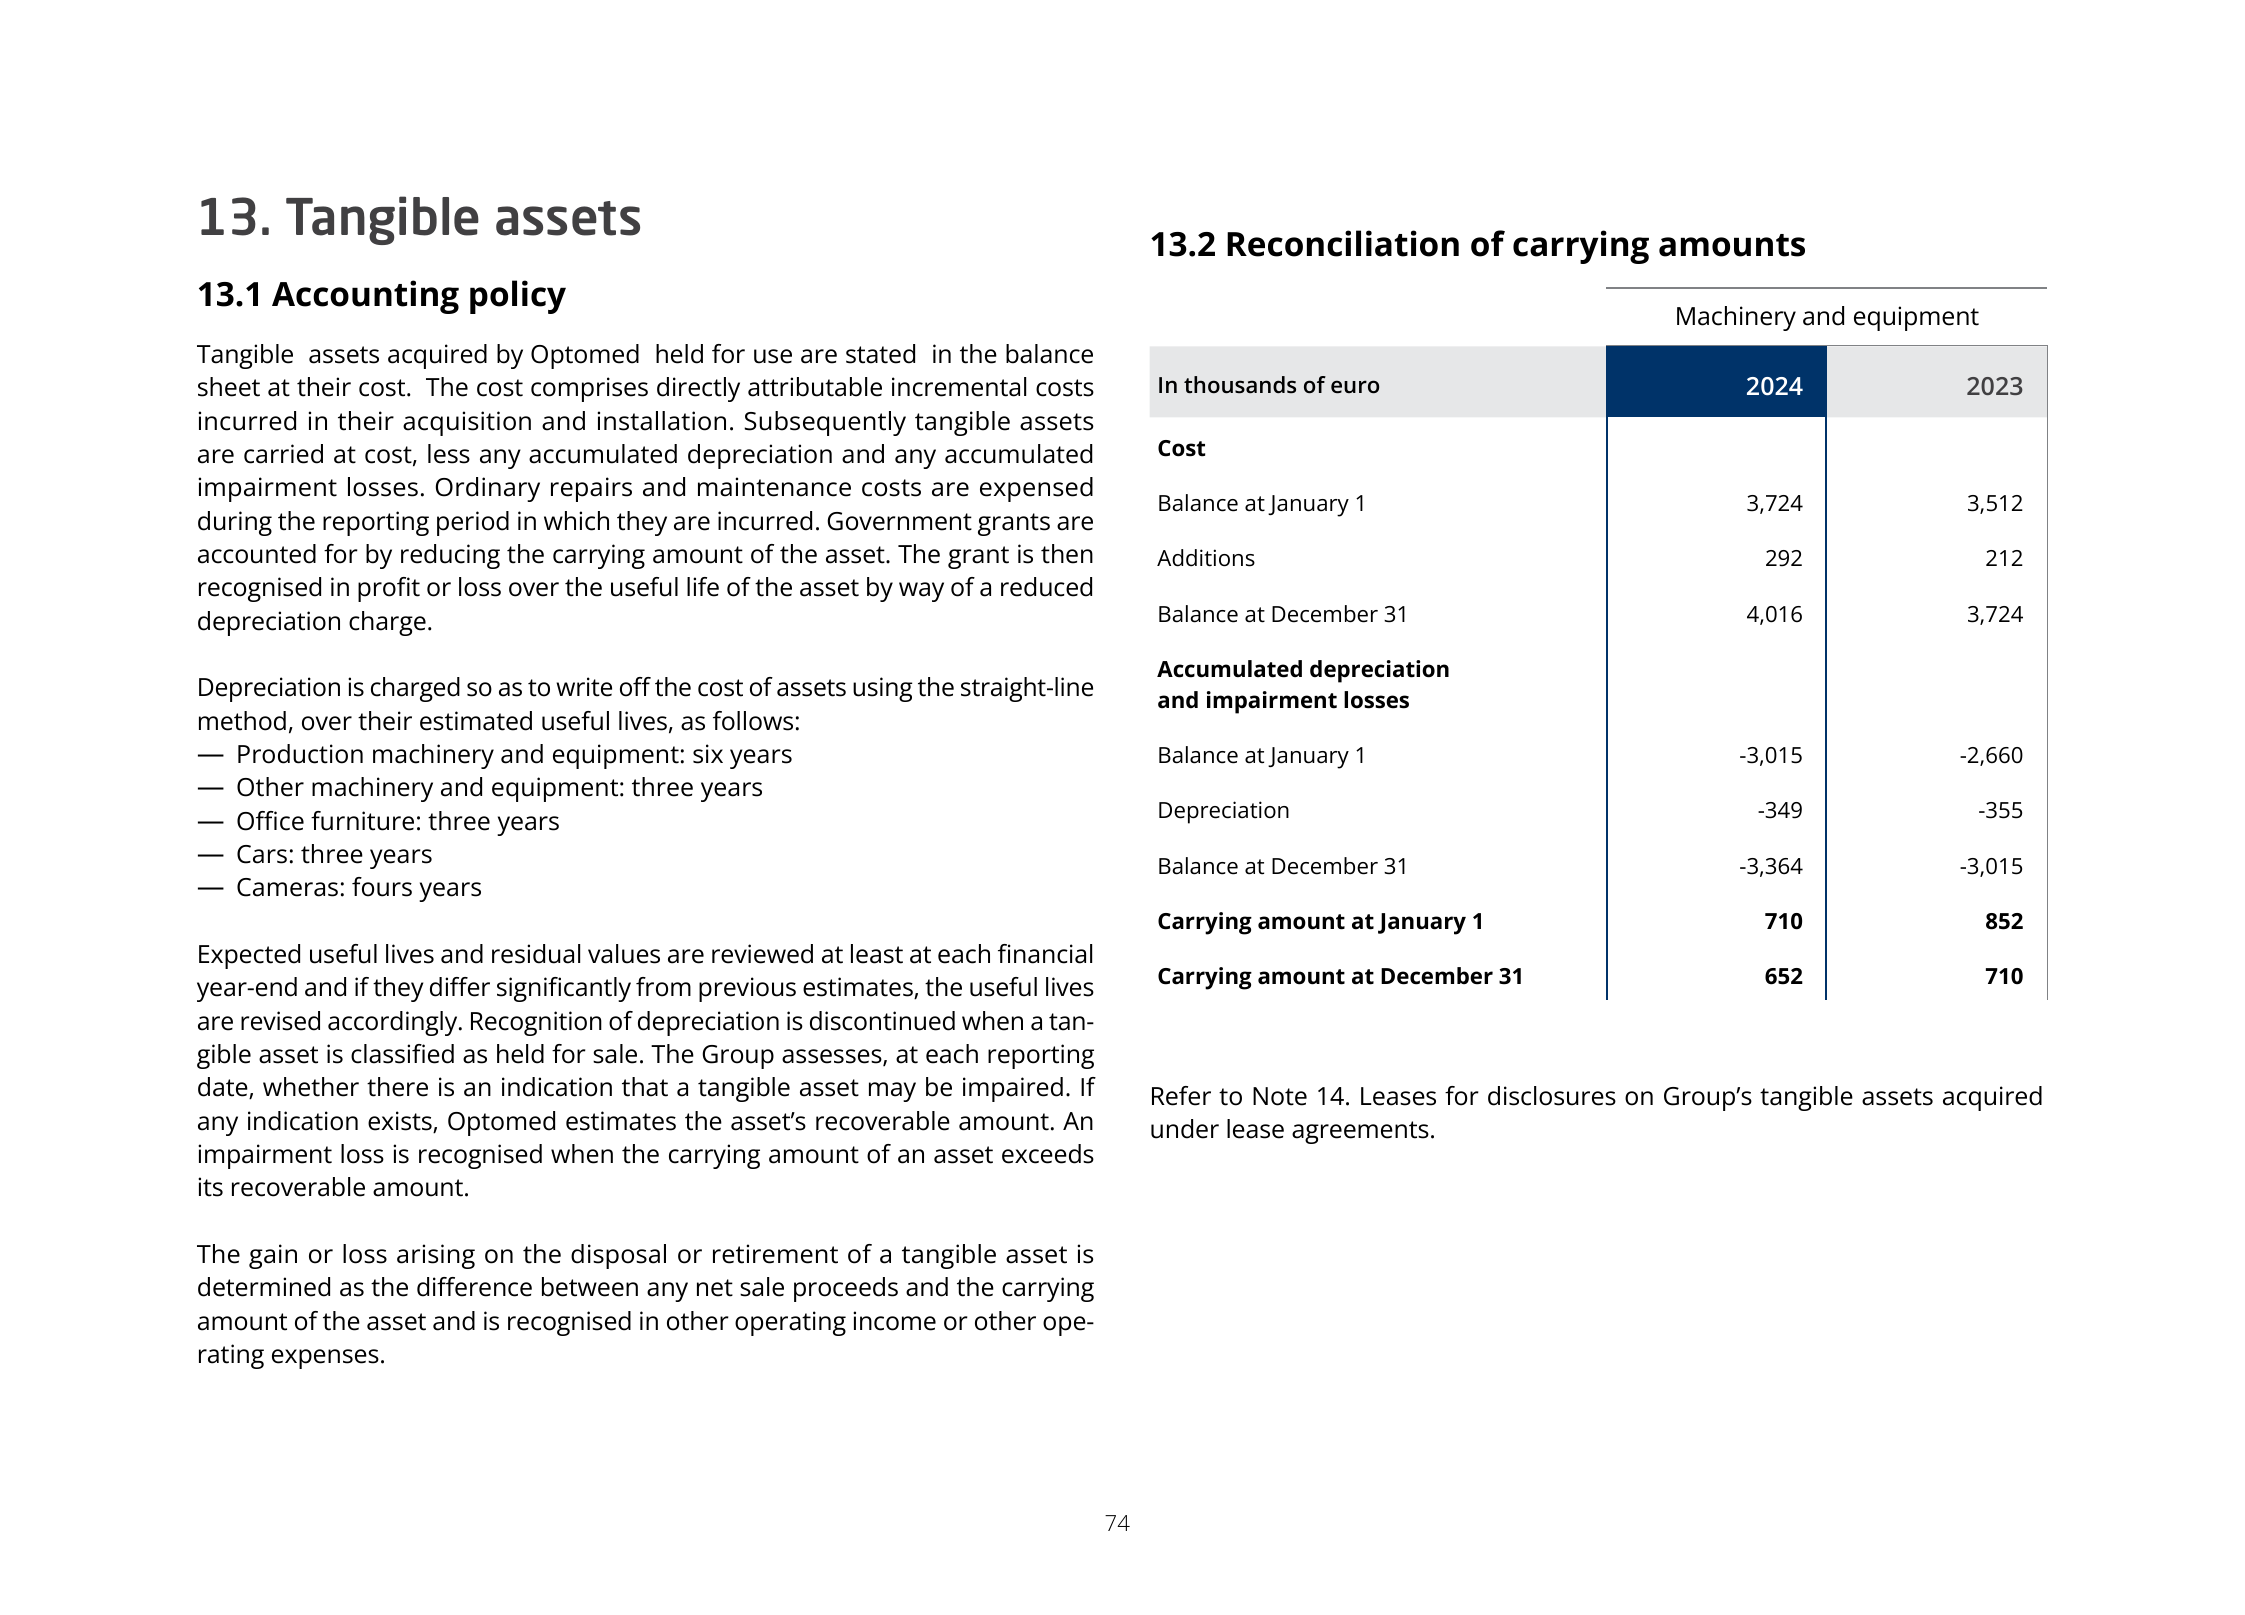 13. Tangible assets
13.1 Accounting policy
Tangible assets acquired by Optomed held for use are stated in the balance
sheet at their cost. The cost comprises directly attributable incremental costs
incurred in their acquisition and installation. Subsequently tangible assets
are carried at cost, less any accumulated depreciation and any accumulated
impairment losses. Ordinary repairs and maintenance costs are expensed
during the reporting period in which they are incurred. Government grants are
accounted for by reducing the carrying amount of the asset. The grant is then
recognised in profit or loss over the useful life of the asset by way of a reduced
depreciation charge.
Depreciation is charged so as to write off the cost of assets using the straight-line
method, over their estimated useful lives, as follows:
— Production machinery and equipment: six years
— Other machinery and equipment: three years
— Office furniture: three years
— Cars: three years
— Cameras: fours years
Expected useful lives and residual values are reviewed at least at each financial
year-end and if they differ significantly from previous estimates, the useful lives
are revised accordingly. Recognition of depreciation is discontinued when a tan-
gible asset is classified as held for sale. The Group assesses, at each reporting
date, whether there is an indication that a tangible asset may be impaired. If
any indication exists, Optomed estimates the asset’s recoverable amount. An
impairment loss is recognised when the carrying amount of an asset exceeds
its recoverable amount.
The gain or loss arising on the disposal or retirement of a tangible asset is
determined as the difference between any net sale proceeds and the carrying
amount of the asset and is recognised in other operating income or other ope-
rating expenses.
13.2 Reconciliation of carrying amounts
Machinery and equipment
In thousands of euro 2024 2023
Cost
Balance at January 1 3,724 3,512
Additions 292 212
Balance at December 31 4,016 3,724
Accumulated depreciation
and impairment losses
Balance at January 1 -3,015 -2,660
Depreciation -349 -355
Balance at December 31 -3,364 -3,015
Carrying amount at January 1 710 852
Carrying amount at December 31 652 710
Refer to Note 14. Leases for disclosures on Group’s tangible assets acquired
under lease agreements.
74